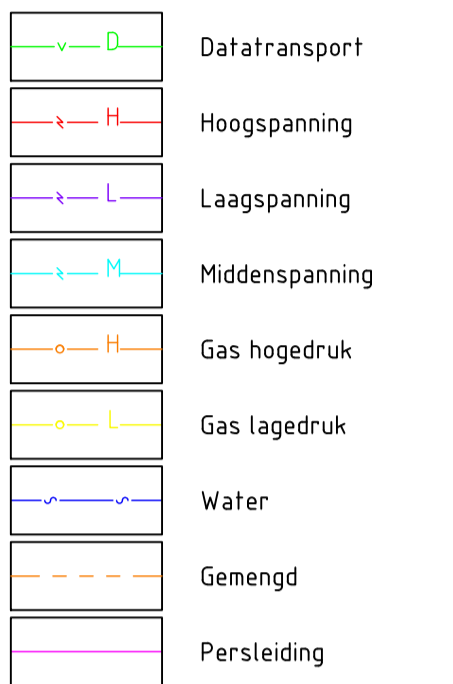 v D Datatransport
H Hoogspanning
L Laagspanning
M Middenspanning
H Gas hogedruk
L Gas lagedruk
Water
Gemengd
Persleiding